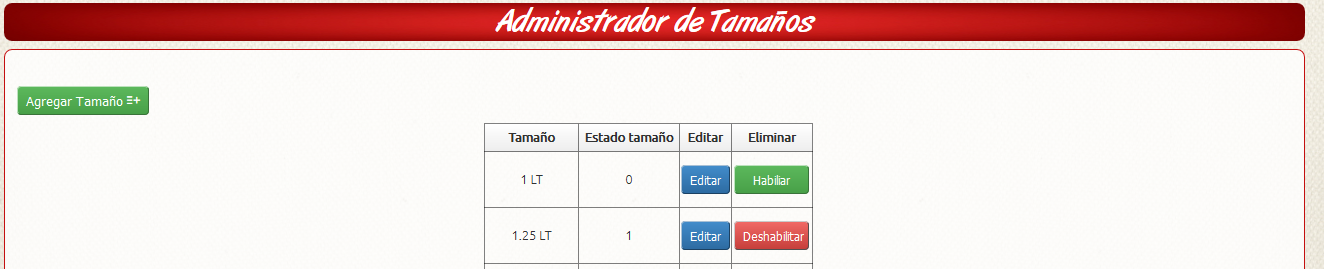 Administrador de Tamaños
Agregar Tamaño
Tamaño Estado tamaño Editar Eliminar
1 LT 0 Editar Habiliar
1.25 LT 1 Editar Deshabilitar